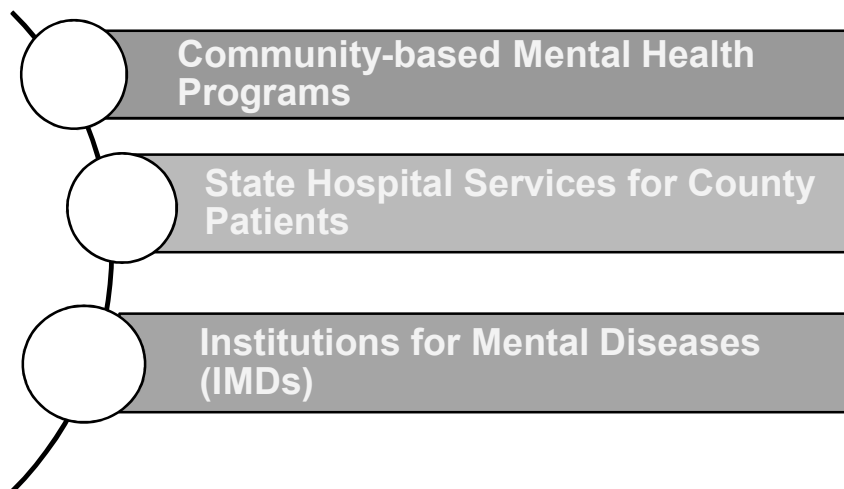 Community-based Mental Health
Programs
State Hospital Services for County
Patients
Institutions for Mental Diseases
(IMDs)